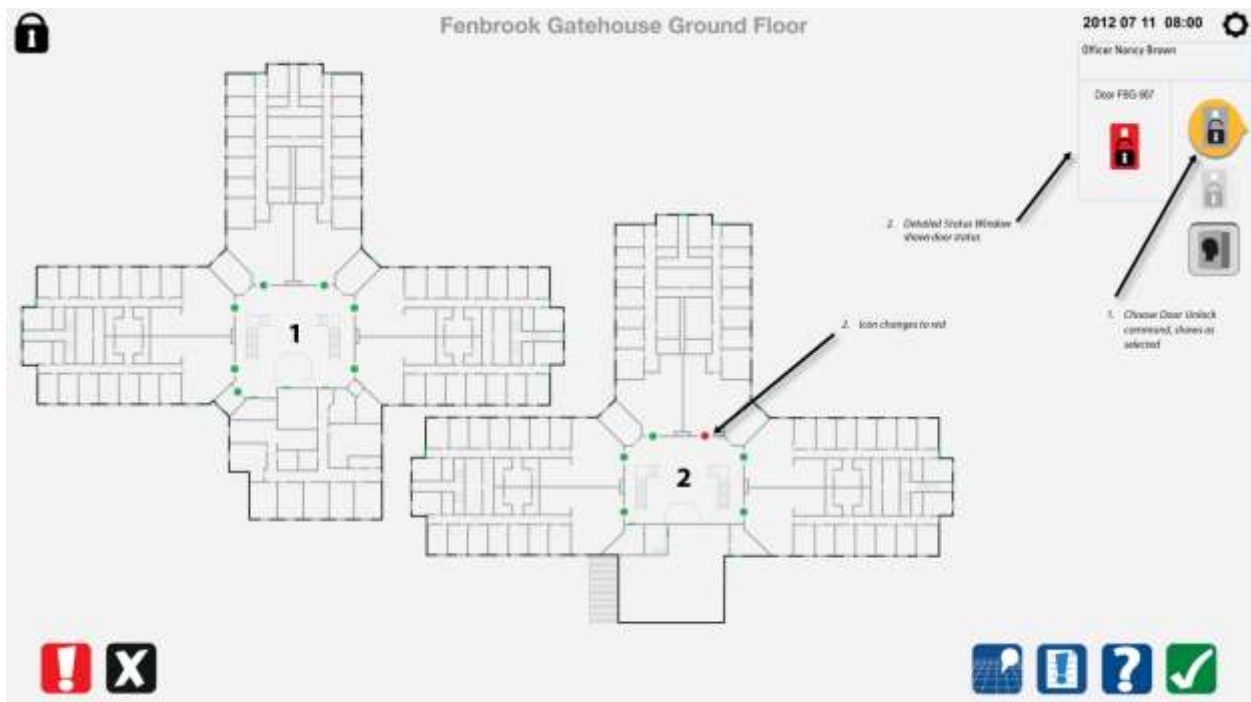 Fenbrook Gatehouse Ground Floor
2012 07 11 08:00
Officer Nancy Brown
Door FBG-967
2. Detailed Status Window
shows door status
2. Icon changes to red
1. Choose Door Unlock
command, shows as
selected
1
2